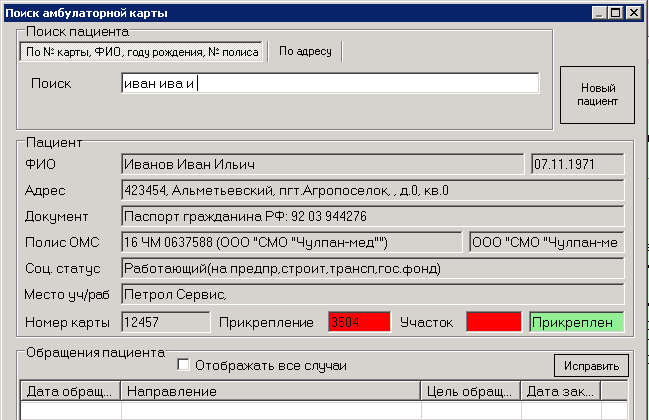 Поиск амбулаторной карты
Поиск пациента
По № карты, ФИО, году рождения, № полиса По адресу
Поиск иван ива и
Новый
пациент
Пациент
ФИО Иванов Иван Ильич 07.11.1971
Адрес 423454, Альметьевский, пгт.Агропоселок, , д.0, кв.0
Документ Паспорт гражданина РФ: 92 03 944276
Полис ОМС 16 ЧМ 0637588 (ООО "СМО "Чулпан-мед"") ООО "СМО "Чулпан-ме
Соц. статус Работающий(на предпр,строит,трансп,гос.фонд)
Место уч/раб Петрол Сервис,
Номер карты 12457 Прикрепление 3504 Участок Прикреплен
Обращения пациента
Отображать все случаи Исправить
Дата обращ... Направление Цель обращ... Дата зак...